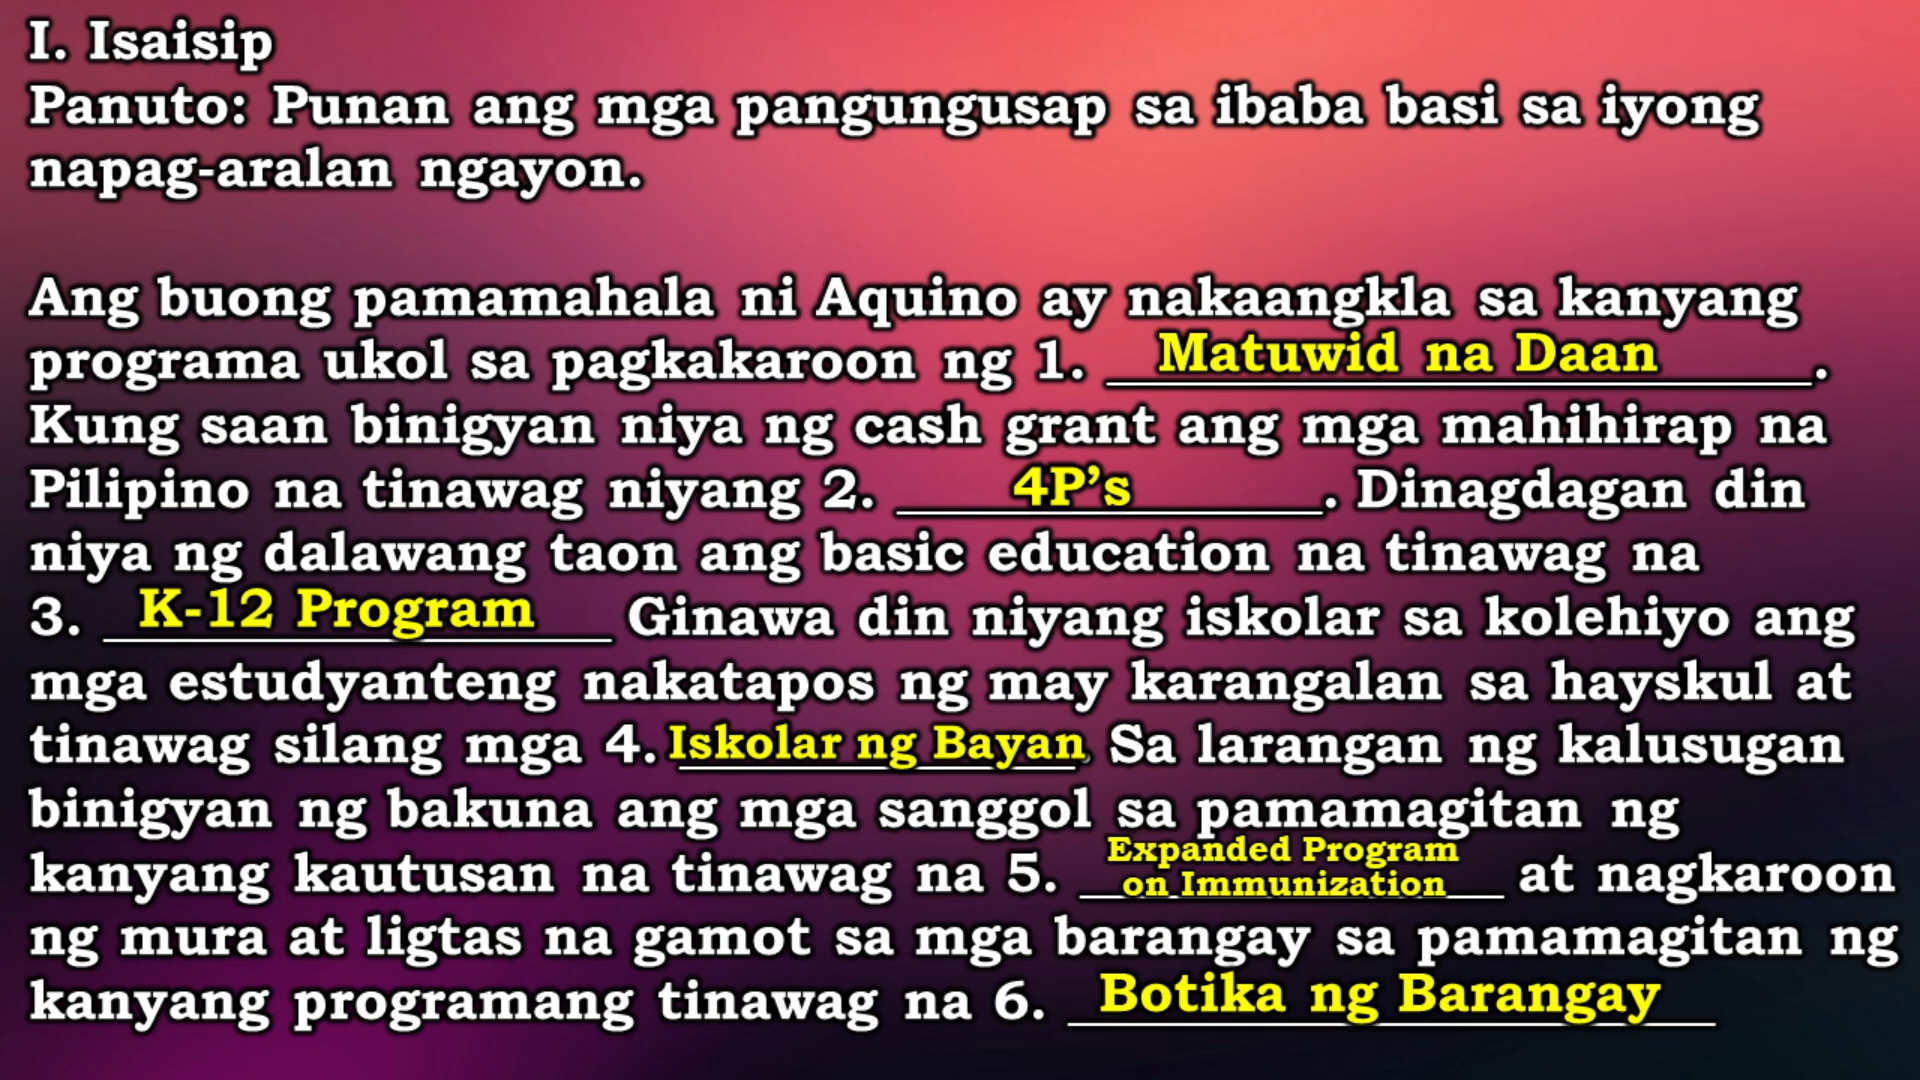 I. Isaisip
Panuto: Punan ang mga pangungusap sa ibaba basi sa iyong
napag-aralan ngayon.
Ang buong pamamahala ni Aquino ay nakaangkla sa kanyang
programa ukol sa pagkakaroon ng 1. Matuwid na Daan.
Kung saan binigyan niya ng cash grant ang mga mahihirap na
Pilipino na tinawag niyang 2. 4P’s. Dinagdagan din
niya ng dalawang taon ang basic education na tinawag na
3. K-12 Program Ginawa din niyang iskolar sa kolehiyo ang
mga estudyanteng nakatapos ng may karangalan sa hayskul at
tinawag silang mga 4. Iskolar ng Bayan. Sa larangan ng kalusugan
binigyan ng bakuna ang mga sanggol sa pamamagitan ng
kanyang kautusan na tinawag na 5. Expanded Program on Immunization at nagkaroon
ng mura at ligtas na gamot sa mga barangay sa pamamagitan ng
kanyang programang tinawag na 6. Botika ng Barangay